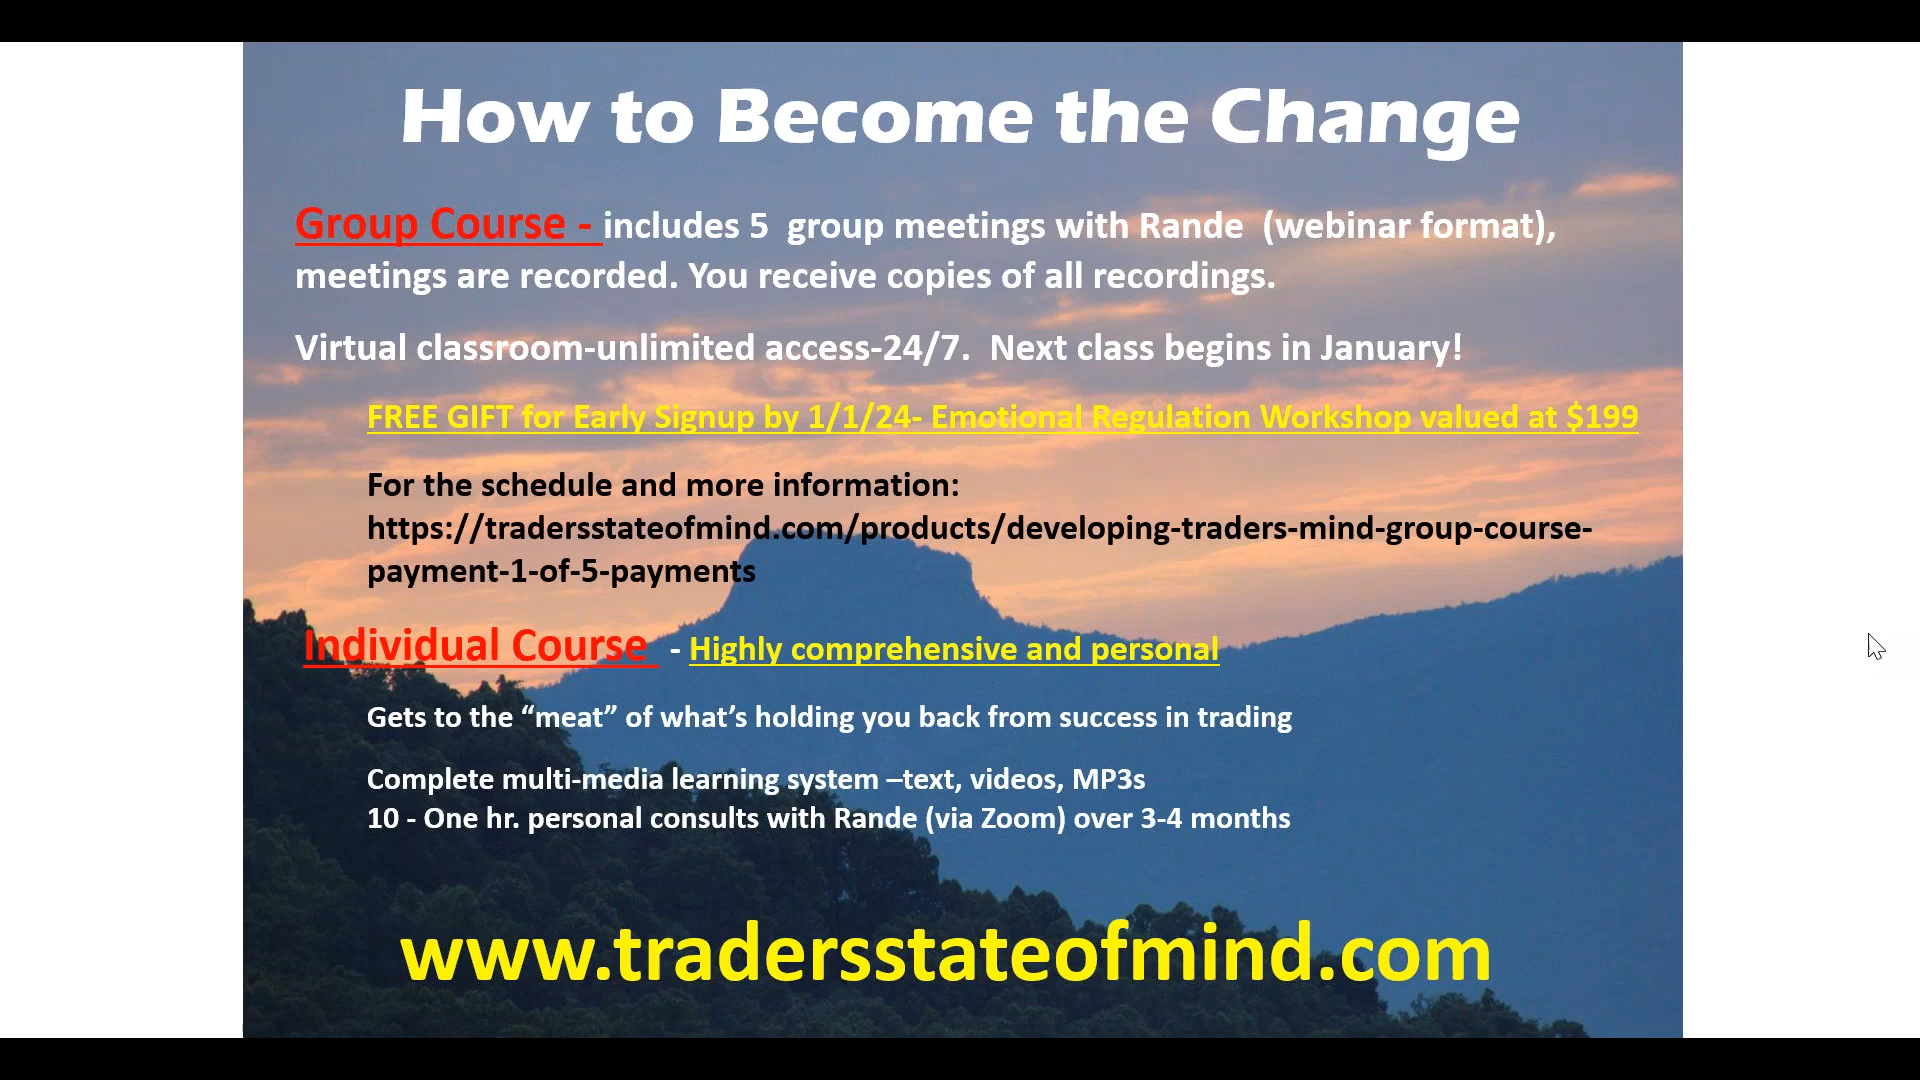 How to Become the Change
Group Course - includes 5  group meetings with Rande  (webinar format),
meetings are recorded. You receive copies of all recordings.
Virtual classroom-unlimited access-24/7.  Next class begins in January!
FREE GIFT for Early Signup by 1/1/24- Emotional Regulation Workshop valued at $199
For the schedule and more information:
https://tradersstateofmind.com/products/developing-traders-mind-group-course-
payment-1-of-5-payments
Individual Course  - Highly comprehensive and personal
Gets to the “meat” of what’s holding you back from success in trading
Complete multi-media learning system –text, videos, MP3s
10 - One hr. personal consults with Rande (via Zoom) over 3-4 months
www.tradersstateofmind.com